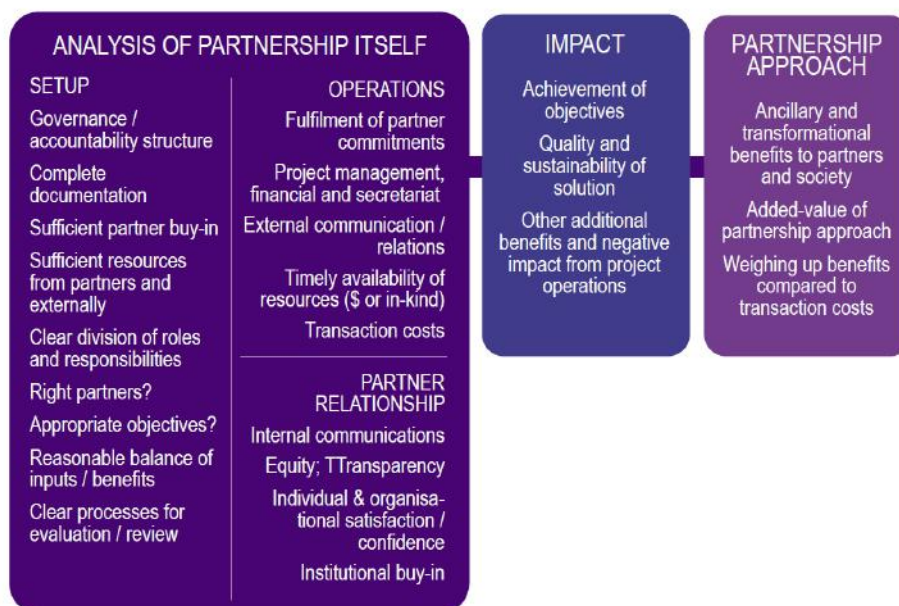 ANALYSIS OF PARTNERSHIP ITSELF
SETUP
Governance /
accountability structure
Complete
documentation
Sufficient partner buy-in
Sufficient resources
from partners and
externally
Clear division of roles
and responsibilities
Right partners?
Appropriate objectives?
Reasonable balance of
inputs / benefits
Clear processes for
evaluation / review
OPERATIONS
Fulfilment of partner
commitments
Project management,
financial and secretariat
External communication /
relations
Timely availability of
resources ($ or in-kind)
Transaction costs
PARTNER
RELATIONSHIP
Internal communications
Equity; TTransparency
Individual & organisa-
tional satisfaction /
confidence
Institutional buy-in
IMPACT
Achievement of
objectives
Quality and
sustainability of
solution
Other additional
benefits and negative
impact from project
operations
PARTNERSHIP
APPROACH
Ancillary and
transformational
benefits to partners
and society
Added-value of
partnership approach
Weighing up benefits
compared to
transaction costs